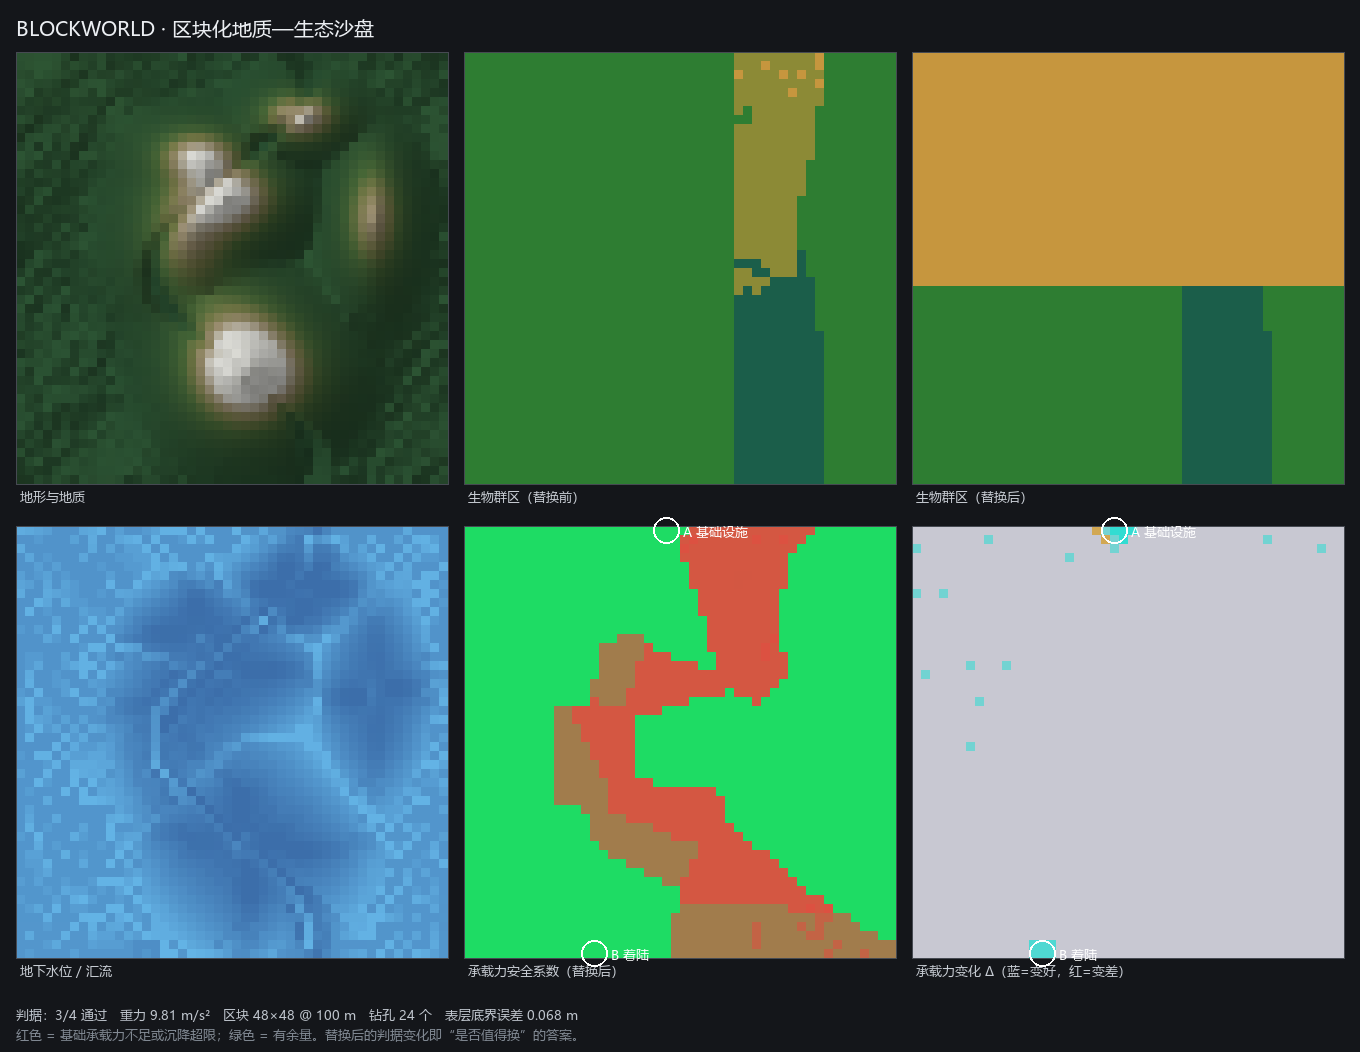 BLOCKWORLD · 区块化地质—生态沙盘
地形与地质
生物群区（替换前）
生物群区（替换后）
A 基础设施
A 基础设施
B 着陆
B 着陆
地下水位 / 汇流
承载力安全系数（替换后）
承载力变化 Δ（蓝=变好，红=变差）
判据：3/4 通过 重力 9.81 m/s² 区块 48×48 @ 100 m 钻孔 24 个 表层底界误差 0.068 m
红色 = 基础承载力不足或沉降超限；绿色 = 有余量。替换后的判据变化即“是否值得换”的答案。